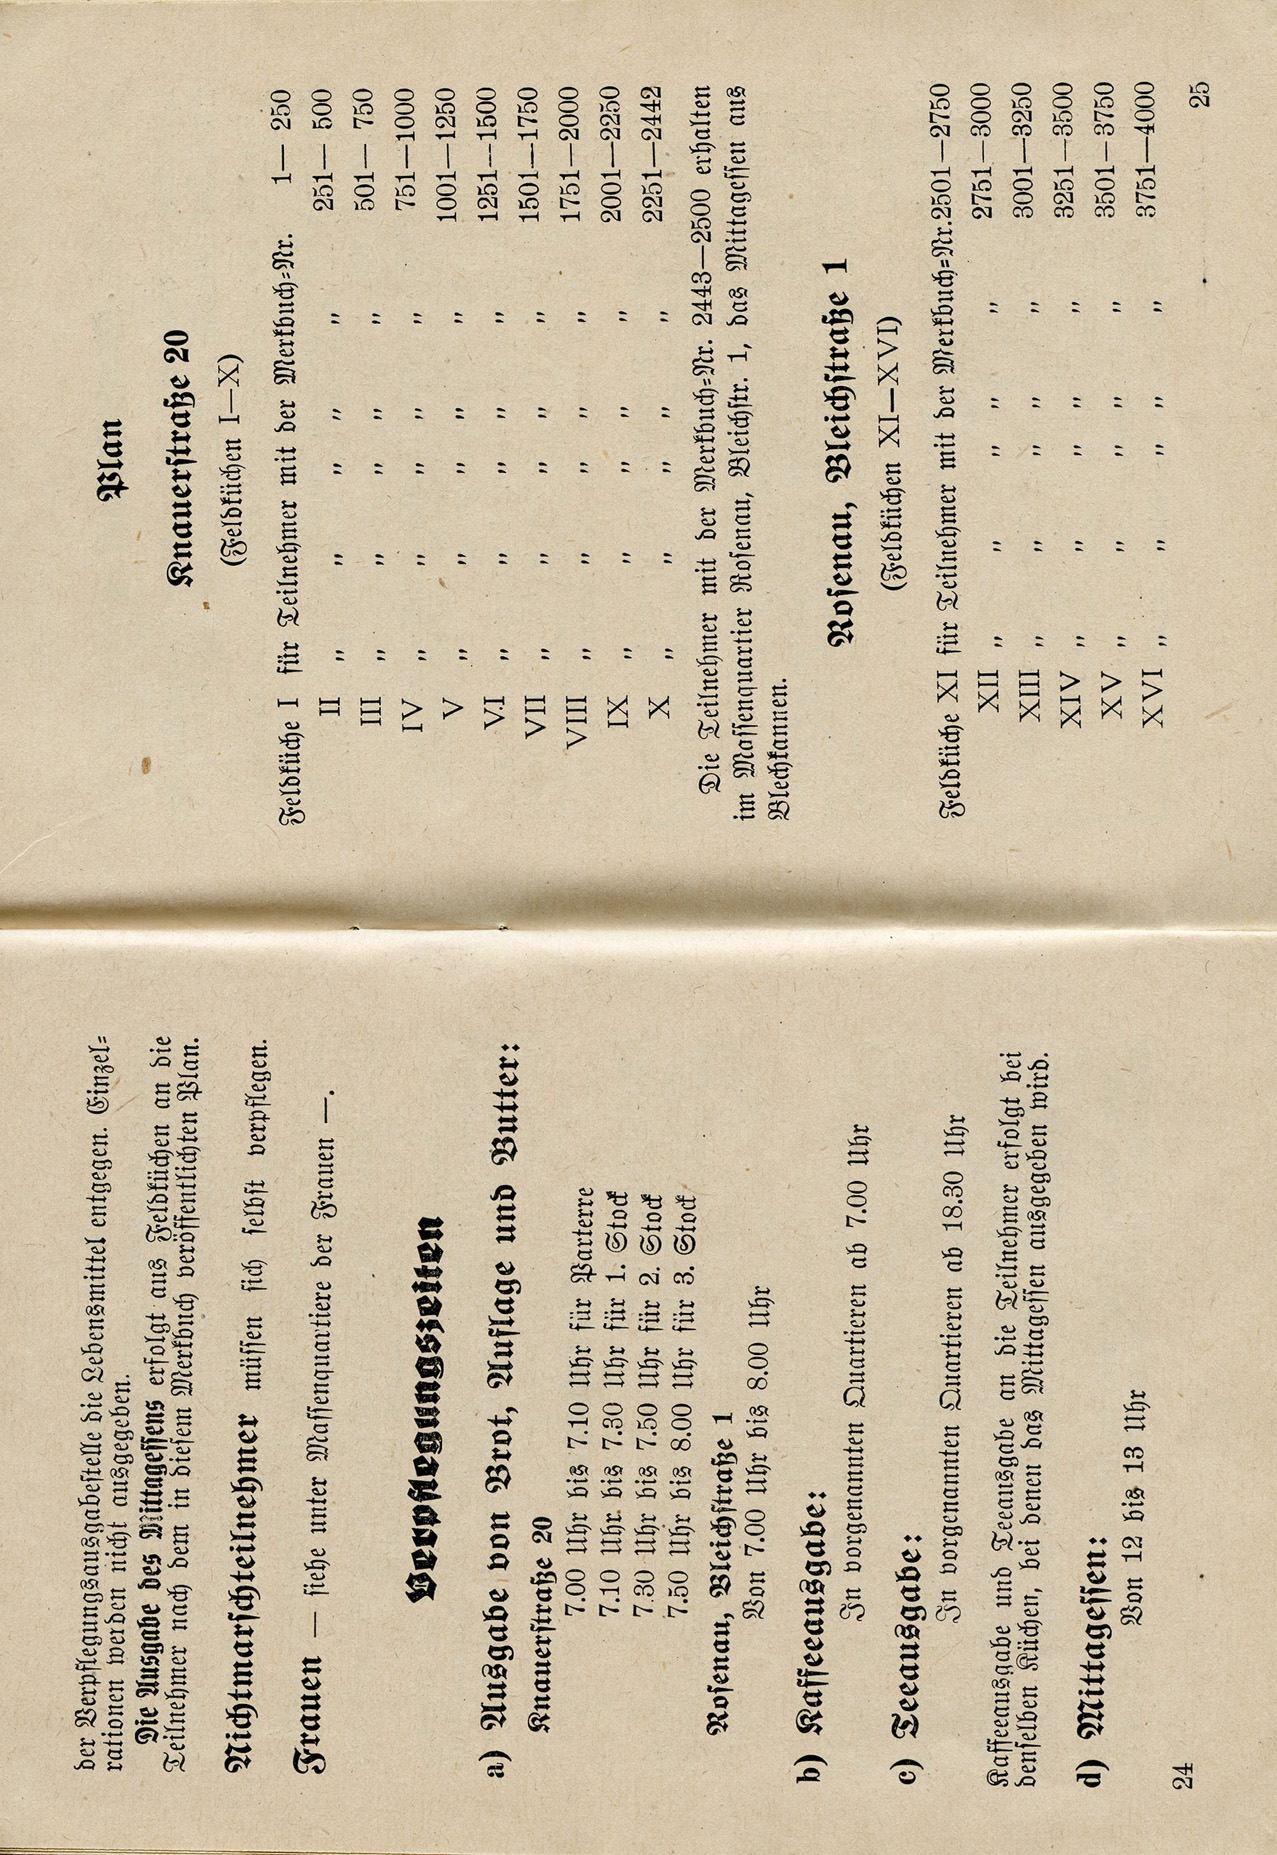 der Verpflegungsausgabestelle die Lebensmittel entgegen. Einzel-
rationen werden nicht ausgegeben.
Die Ausgabe des Mittagessens erfolgt aus Feldküchen an die
Teilnehmer nach dem in diesem Merkbuch veröffentlichten Plan.
Nichtmarschteilnehmer müssen sich selbst verpflegen.
Frauen — siehe unter Massenquartiere der Frauen —.
Verpflegungszeiten
a) Ausgabe von Brot, Auflage und Butter:
Knauerstraße 20
7.00 Uhr bis 7.10 Uhr für Parterre
7.10 Uhr bis 7.30 Uhr für 1. Stock
7.30 Uhr bis 7.50 Uhr für 2. Stock
7.50 Uhr bis 8.00 Uhr für 3. Stock
Rosenau, Bleichstraße 1
Von 7.00 Uhr bis 8.00 Uhr
b) Kaffeeausgabe:
In vorgenannten Quartieren ab 7.00 Uhr
c) Teeausgabe:
In vorgenannten Quartieren ab 18.30 Uhr
Kaffeeausgabe und Teeausgabe an die Teilnehmer erfolgt bei
denselben Küchen, bei denen das Mittagessen ausgegeben wird.
d) Mittagessen:
Von 12 bis 13 Uhr
24
Plan
Knauerstraße 20
(Feldküchen I—X)
Feldküche I für Teilnehmer mit der Merkbuch-Nr. 1— 250
II " " " " " 251— 500
III " " " " " 501— 750
IV " " " " " 751—1000
V " " " " " 1001—1250
VI " " " " " 1251—1500
VII " " " " " 1501—1750
VIII " " " " " 1751—2000
IX " " " " " 2001—2250
X " " " " " 2251—2442
Die Teilnehmer mit der Merkbuch-Nr. 2443—2500 erhalten
im Massenquartier Rosenau, Bleichstr. 1, das Mittagessen aus
Blechkannen.
Rosenau, Bleichstraße 1
(Feldküchen XI—XVI)
Feldküche XI für Teilnehmer mit der Merkbuch-Nr. 2501—2750
XII " " " " " 2751—3000
XIII " " " " " 3001—3250
XIV " " " " " 3251—3500
XV " " " " " 3501—3750
XVI " " " " " 3751—4000
25